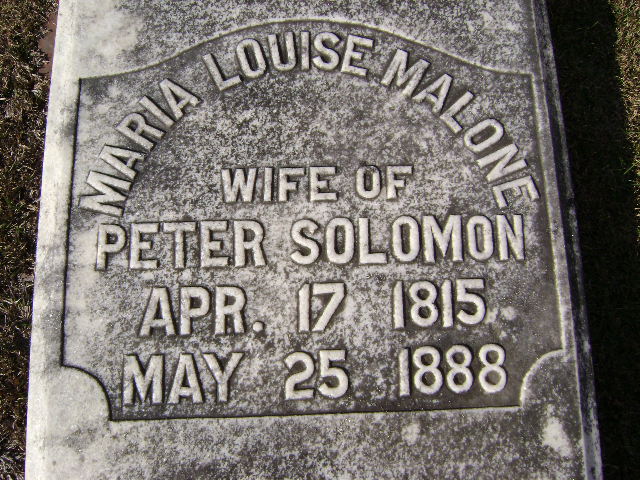 MARIA LOUISE MALONE
WIFE OF
PETER SOLOMON
APR. 17 1815
MAY 25 1888